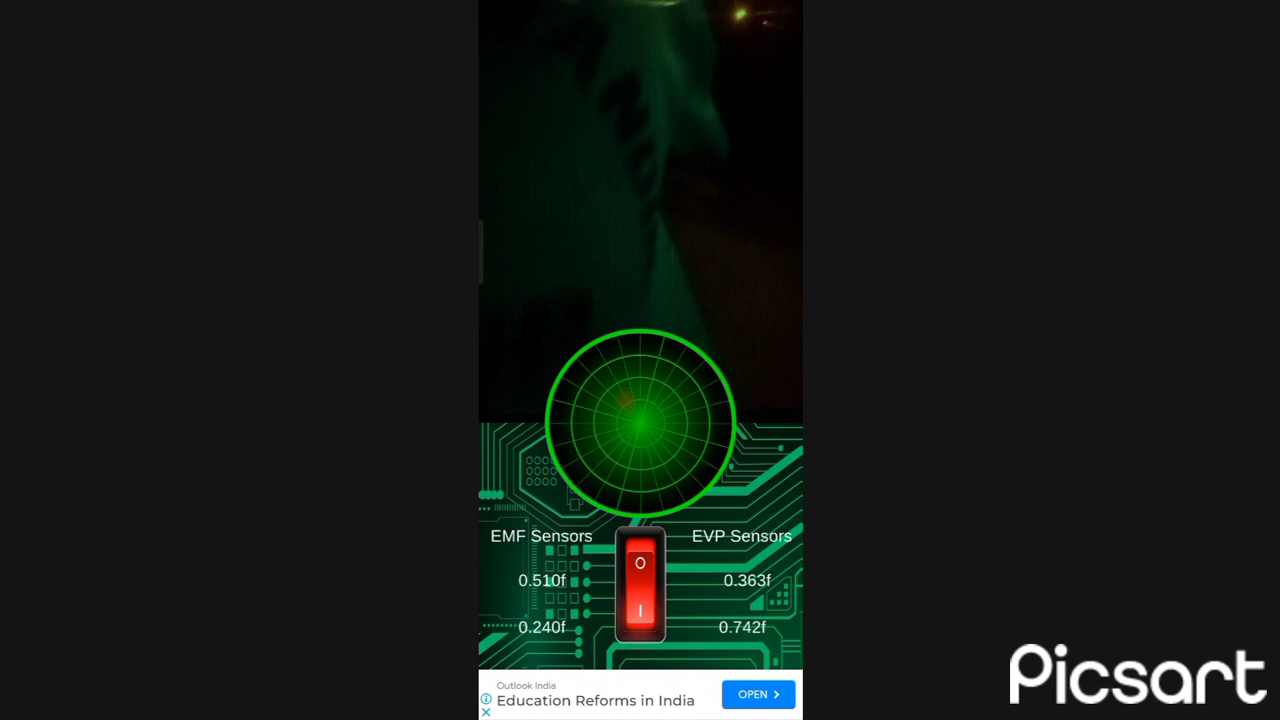 EMF Sensors
EVP Sensors
O
0.510f
0.363f
I
0.240f
0.742f
Outlook India
Education Reforms in India
OPEN
Picsart